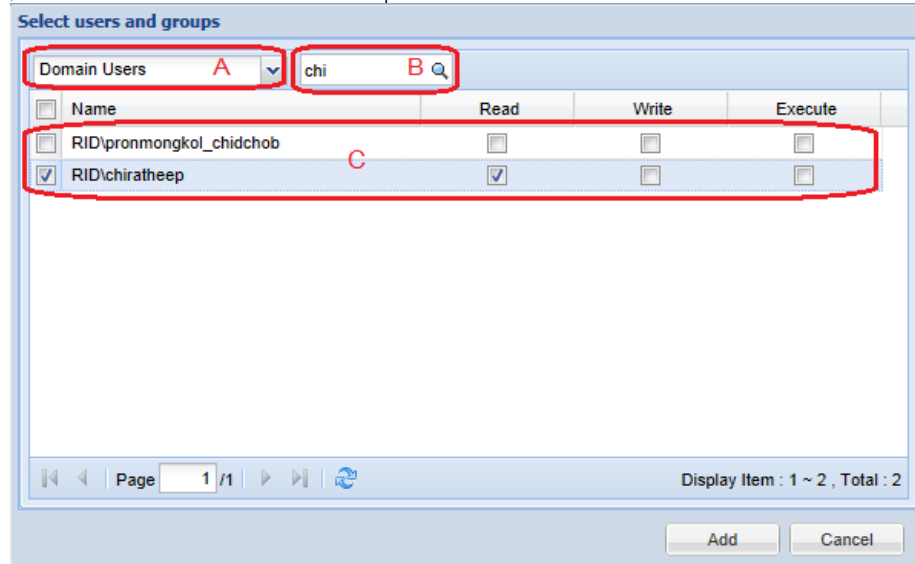 Select users and groups
Domain Users A chi B
Name Read Write Execute
RID\pronmongkol_chidchob
C
RID\chiratheep
Page 1 /1 Display Item : 1 ~ 2 , Total : 2
Add Cancel